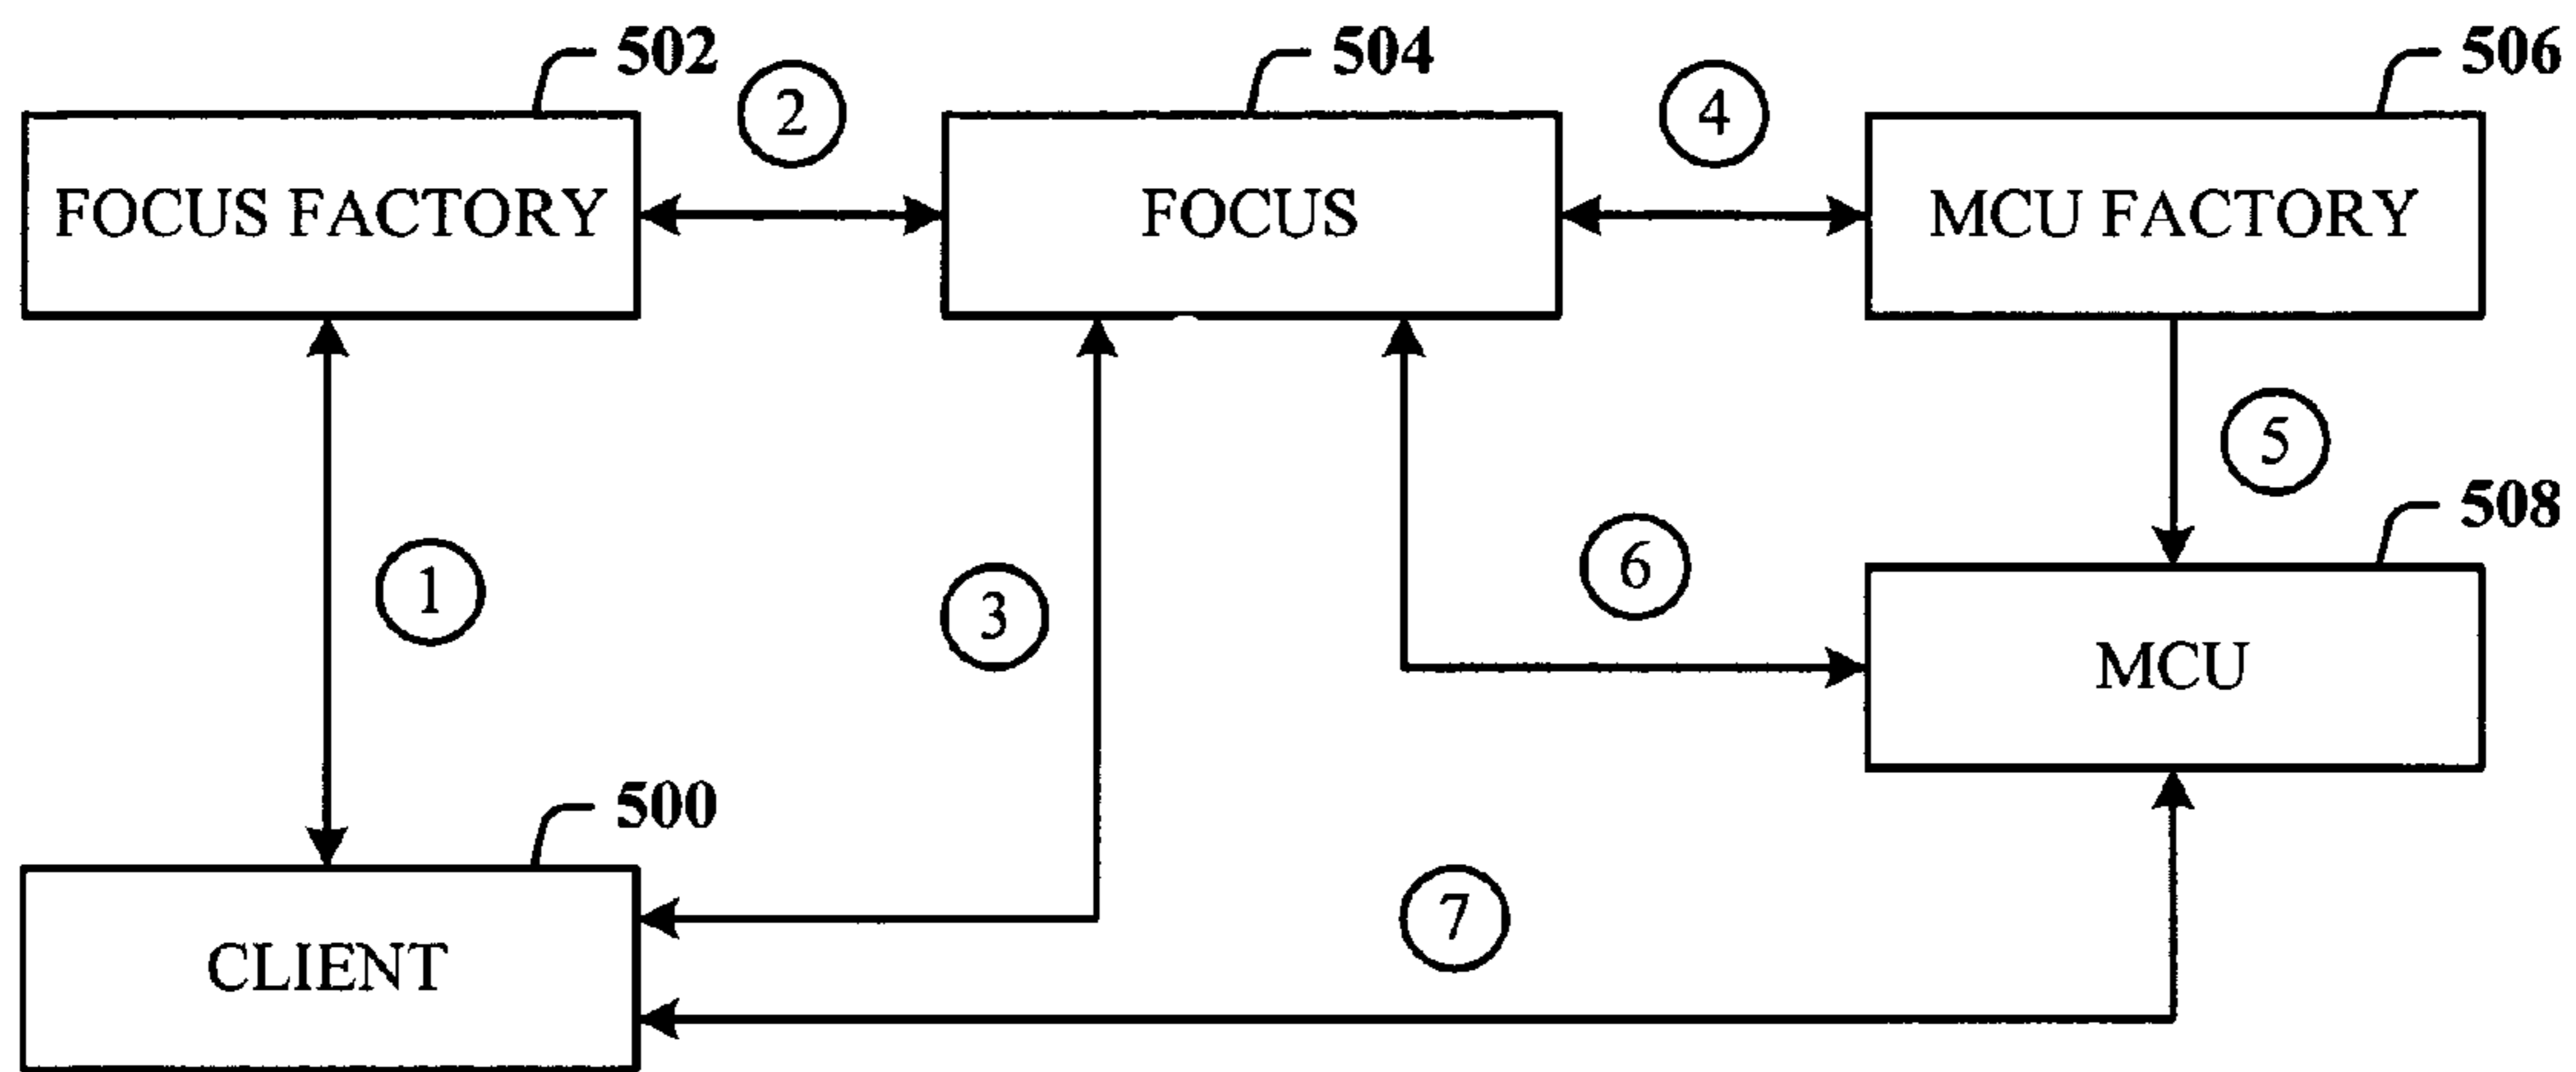 502
504
506
2
4
FOCUS FACTORY
FOCUS
MCU FACTORY
5
508
1
3
6
MCU
500
7
CLIENT